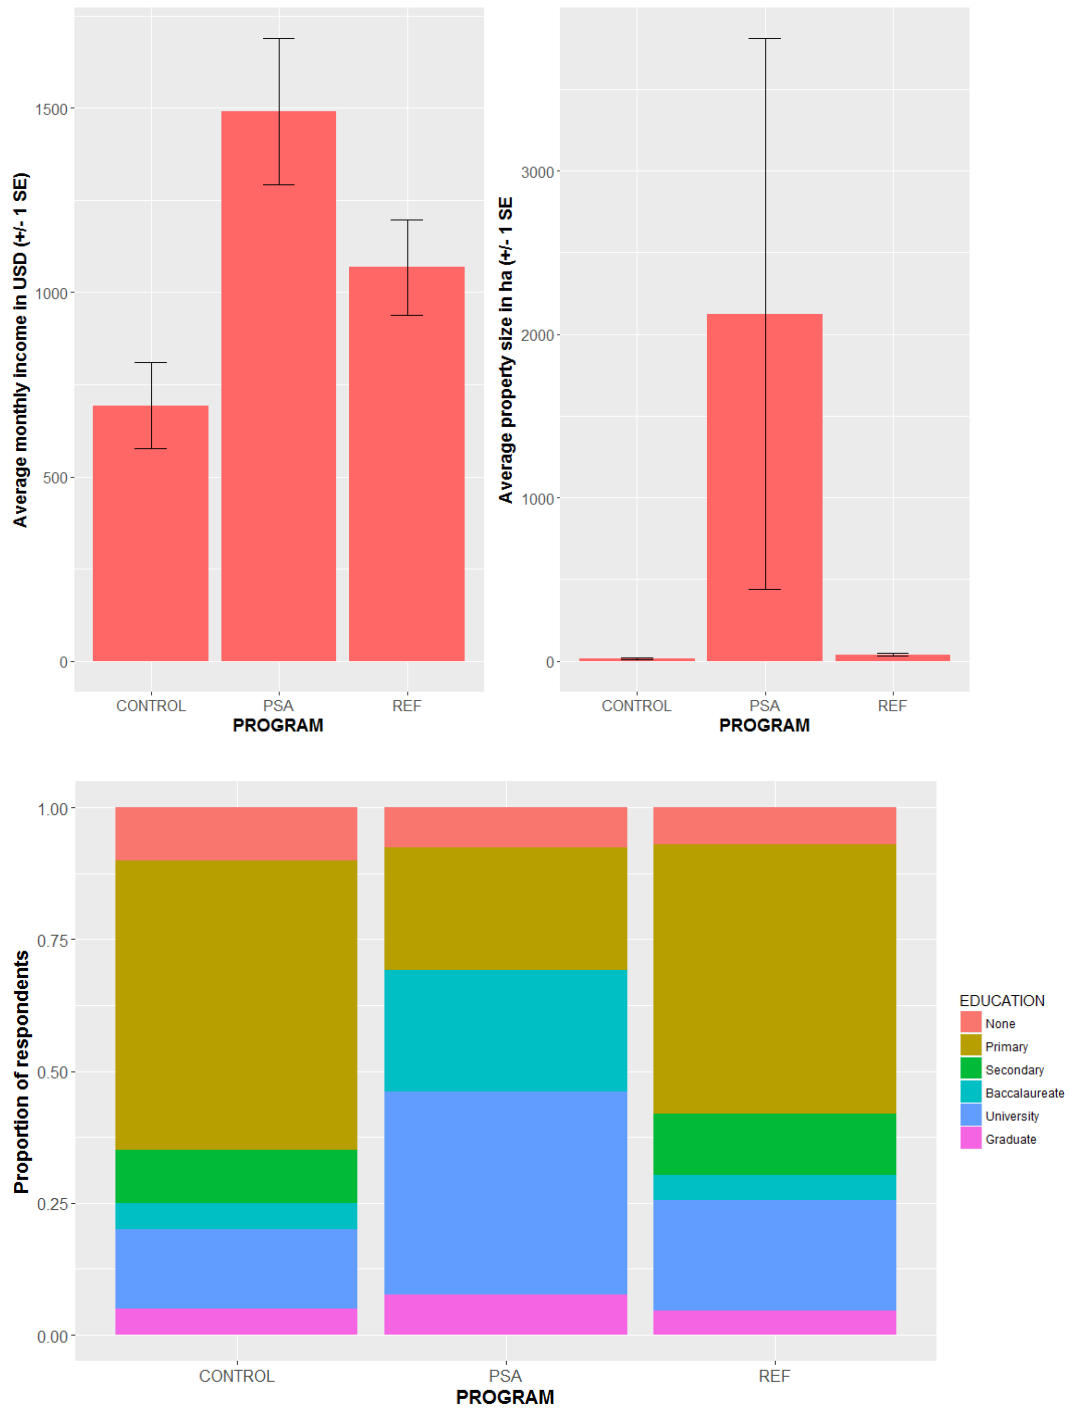 Average monthly income in USD (+/- 1 SE)
1500
1000
500
0
CONTROL PSA REF
PROGRAM
Average property size in ha (+/- 1 SE
3000
2000
1000
0
CONTROL PSA REF
PROGRAM
Proportion of respondents
1.00
0.75
0.50
0.25
0.00
CONTROL PSA REF
PROGRAM
EDUCATION
None
Primary
Secondary
Baccalaureate
University
Graduate